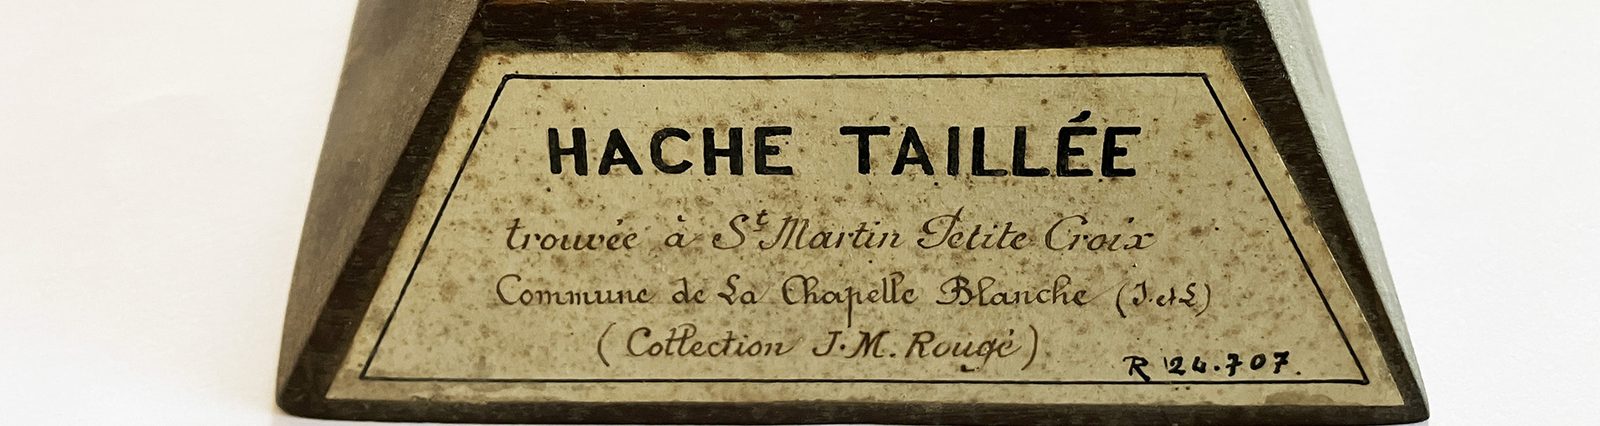 HACHE TAILLÉE
trouvée à St Martin Petite Croix
Commune de La Chapelle Blanche (I. et L)
(Collection J.M. Rougé)
R 24.707.